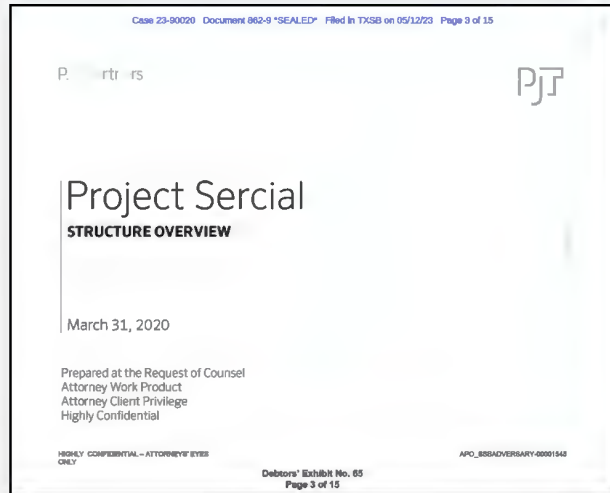 Case 23-90020 Document 862-9 *SEALED* Filed in TXSB on 05/12/23 Page 3 of 15
PJT
Project Sercial
STRUCTURE OVERVIEW
March 31, 2020
Prepared at the Request of Counsel
Attorney Work Product
Attorney Client Privilege
Highly Confidential
HIGHLY CONFIDENTIAL – ATTORNEYS' EYES
ONLY
Debtors' Exhibit No. 65
Page 3 of 15